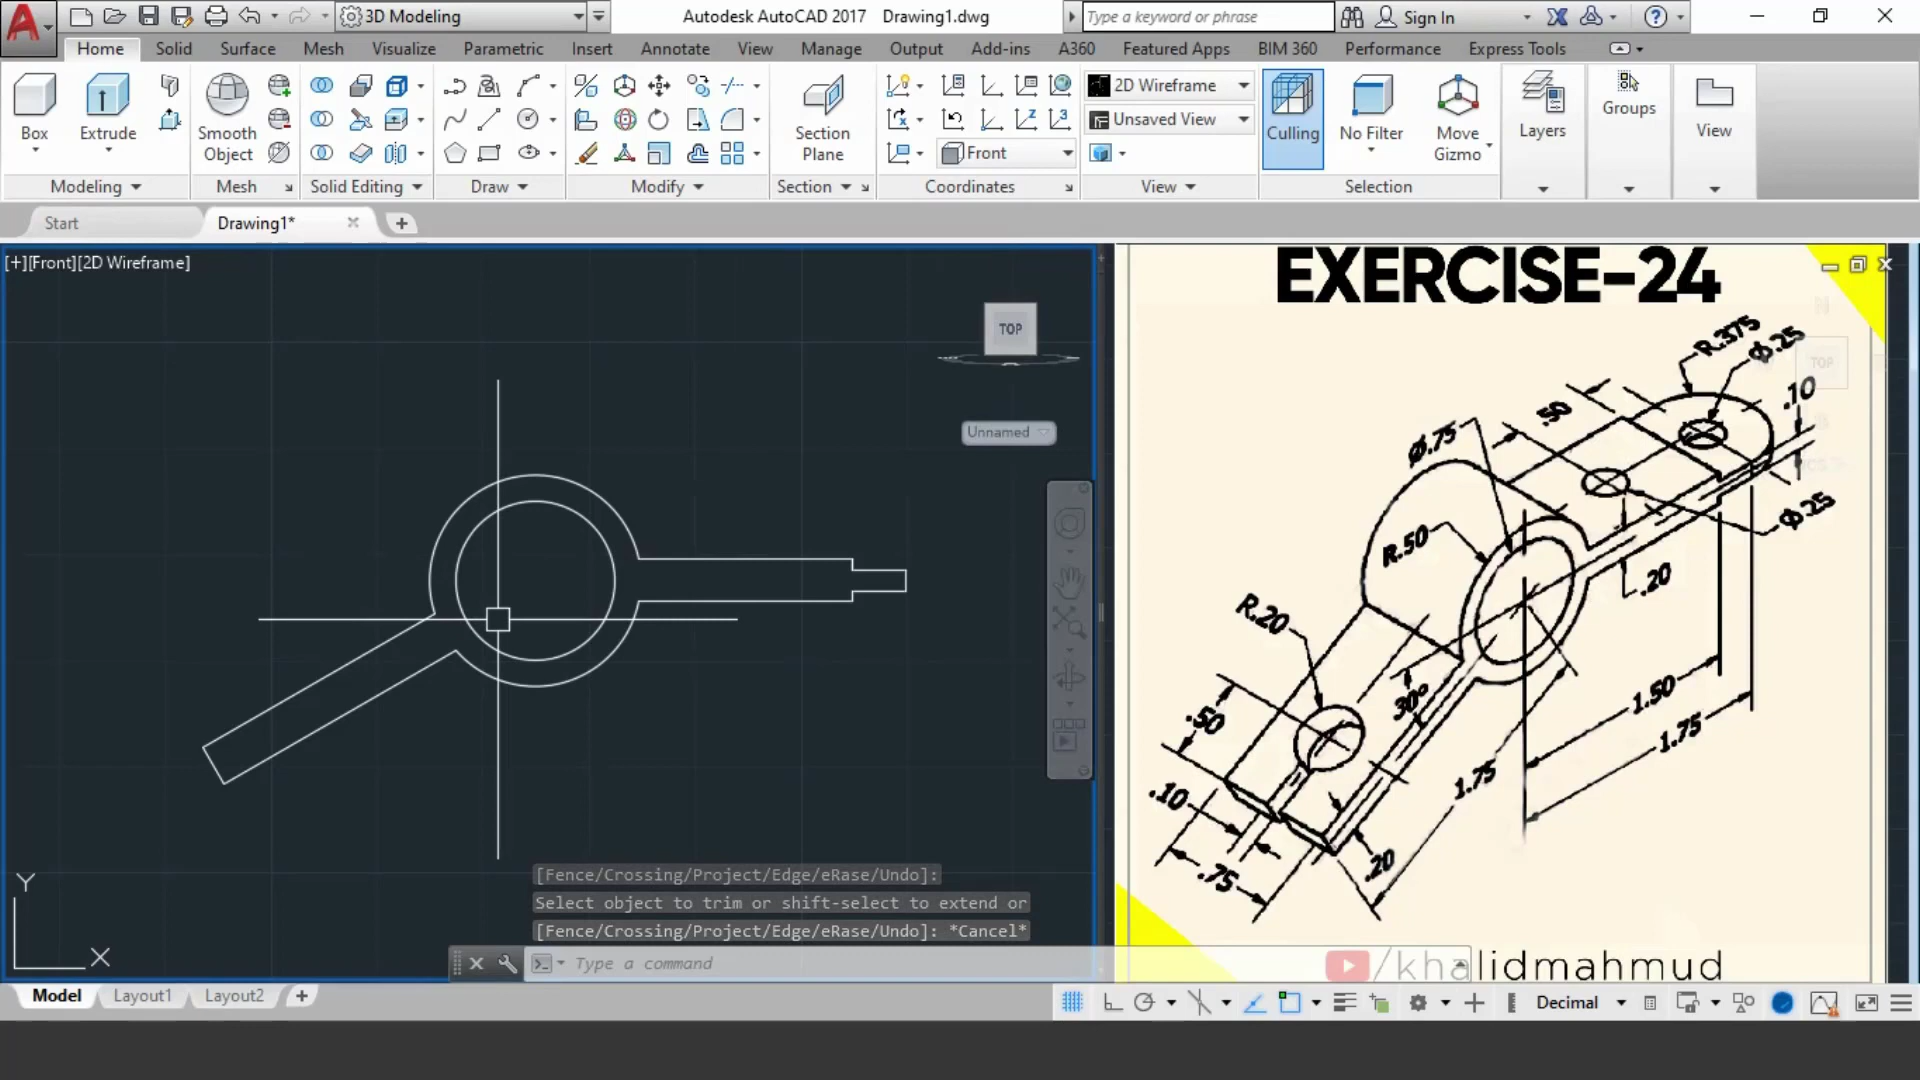 3D Modeling
Autodesk AutoCAD 2017 Drawing1.dwg
Type a keyword or phrase
Sign In
Home Solid Surface Mesh Visualize Parametric Insert Annotate View Manage Output Add-ins A360 Featured Apps BIM 360 Performance Express Tools
2D Wireframe
Unsaved View
Front
Box
Extrude
Smooth
Object
Section
Plane
Culling
No Filter
Move
Gizmo
Layers
Groups
View
Modeling
Mesh
Solid Editing
Draw
Modify
Section
Coordinates
View
Selection
Start
Drawing1*
[+][Front][2D Wireframe]
TOP
Unnamed
EXERCISE-24
N
TOP
R.375
Φ.25
.10
.50
Φ.75
Φ.25
R.50
.20
R.20
30°
.50
1.50
1.75
1.75
.10
.75
.20
Y
X
[Fence/Crossing/Project/Edge/eRase/Undo]:
Select object to trim or shift-select to extend or
[Fence/Crossing/Project/Edge/eRase/Undo]: *Cancel*
Type a command
/khalidmahmud
Model Layout1 Layout2
Decimal